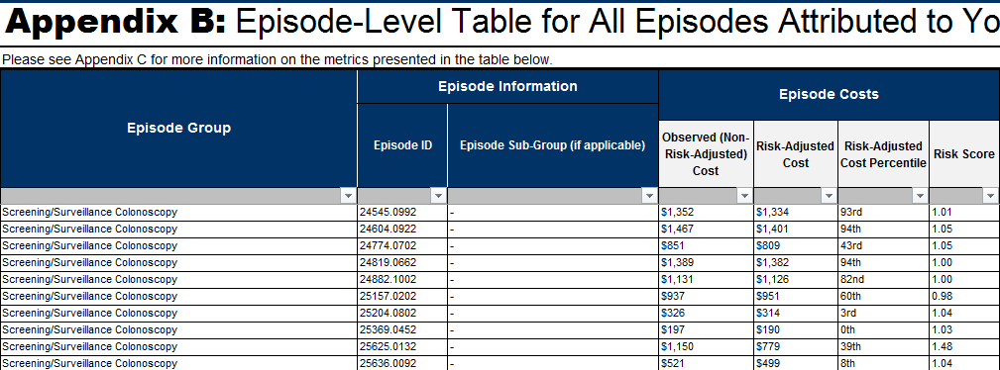 Appendix B: Episode-Level Table for All Episodes Attributed to Yo
Please see Appendix C for more information on the metrics presented in the table below.
Episode Group
Episode Information
Episode Costs
Episode ID
Episode Sub-Group (if applicable)
Observed (Non-
Risk-Adjusted)
Cost
Risk-Adjusted
Cost
Risk-Adjusted
Cost Percentile
Risk Score
Screening/Surveillance Colonoscopy 24545.0992 - $1,352 $1,334 93rd 1.01
Screening/Surveillance Colonoscopy 24604.0922 - $1,467 $1,401 94th 1.05
Screening/Surveillance Colonoscopy 24774.0702 - $851 $809 43rd 1.05
Screening/Surveillance Colonoscopy 24819.0662 - $1,389 $1,382 94th 1.00
Screening/Surveillance Colonoscopy 24882.1002 - $1,131 $1,126 82nd 1.00
Screening/Surveillance Colonoscopy 25157.0202 - $937 $951 60th 0.98
Screening/Surveillance Colonoscopy 25204.0802 - $326 $314 3rd 1.04
Screening/Surveillance Colonoscopy 25369.0452 - $197 $190 0th 1.03
Screening/Surveillance Colonoscopy 25625.0132 - $1,150 $779 39th 1.48
Screening/Surveillance Colonoscopy 25636.0092 - $521 $499 8th 1.04